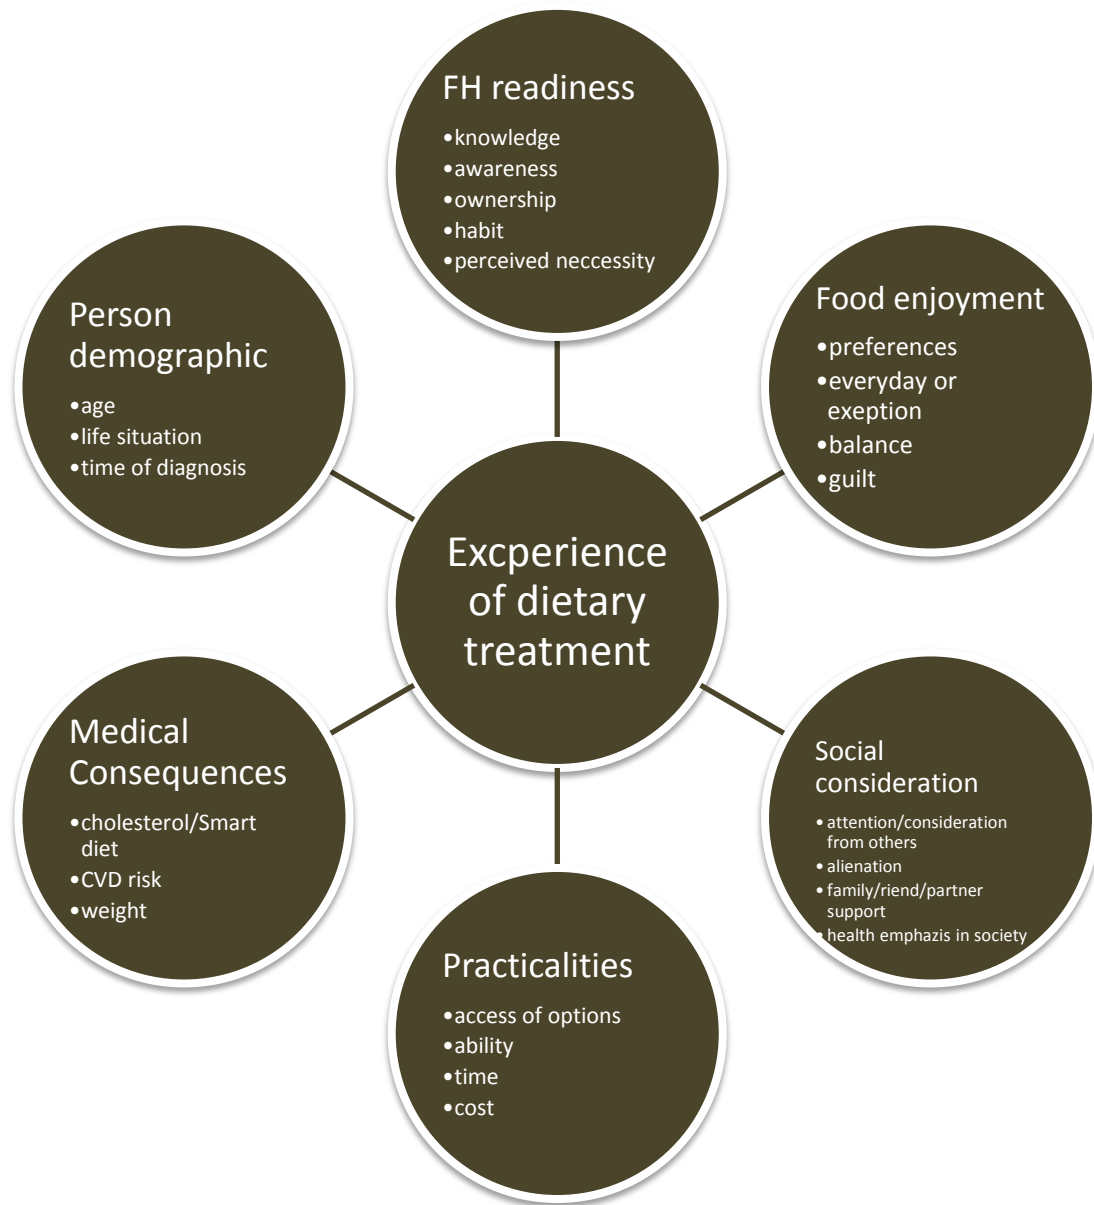 FH readiness
•knowledge
•awareness
•ownership
•habit
•perceived neccessity
Food enjoyment
•preferences
•everyday or
exeption
•balance
•guilt
Social
consideration
•attention/consideration
from others
•alienation
•family/riend/partner
support
•health emphazis in society
Practicalities
•access of options
•ability
•time
•cost
Medical
Consequences
•cholesterol/Smart
diet
•CVD risk
•weight
Person
demographic
•age
•life situation
•time of diagnosis
Excperience
of dietary
treatment